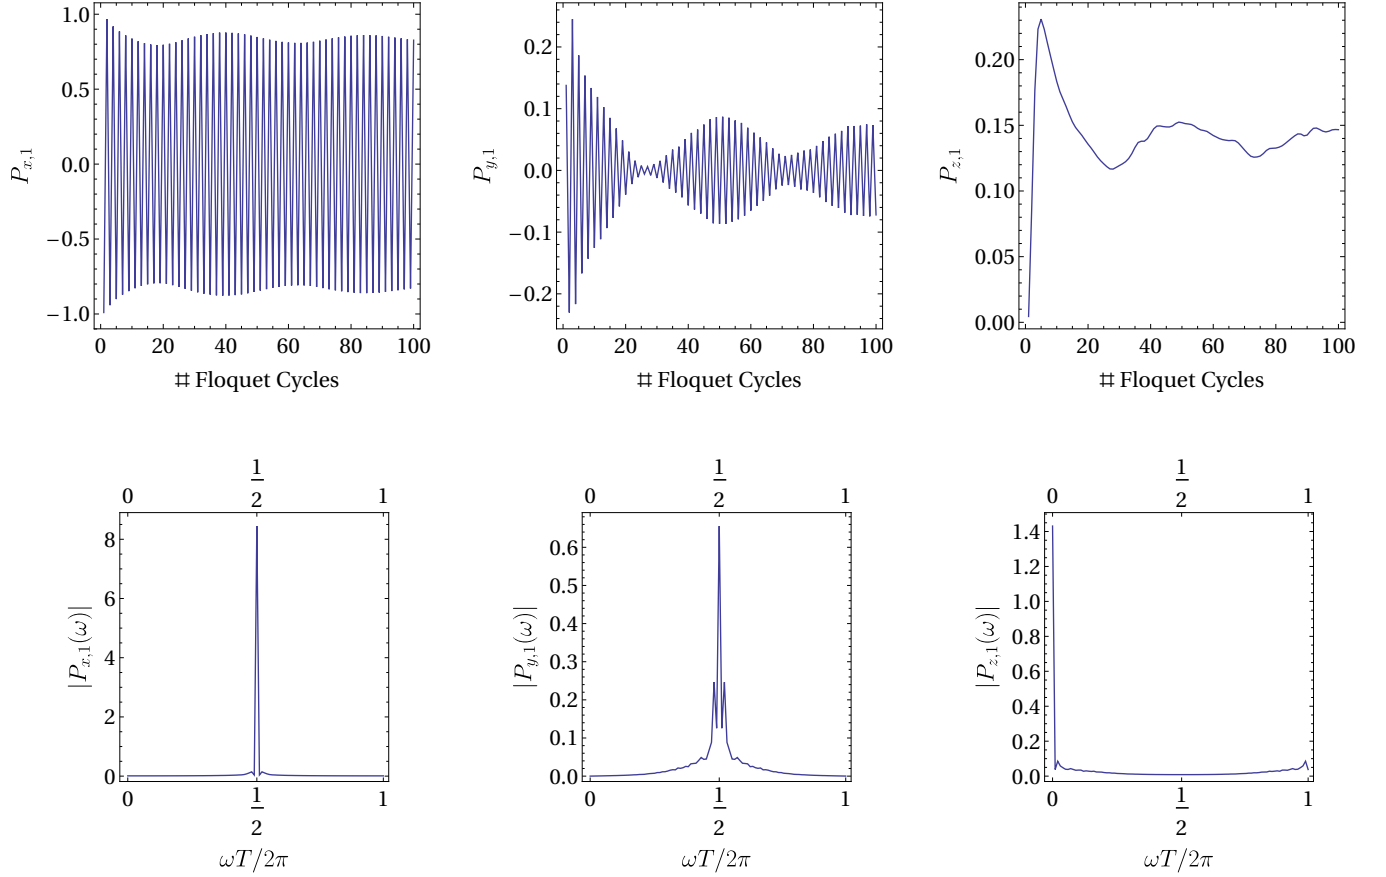 1.0
0.5
0.0
−0.5
−1.0
P_{x,1}
0 20 40 60 80 100
# Floquet Cycles
0.2
0.1
0.0
−0.1
−0.2
P_{y,1}
0 20 40 60 80 100
# Floquet Cycles
0.20
0.15
0.10
0.05
0.00
P_{z,1}
0 20 40 60 80 100
# Floquet Cycles
0 1/2 1
8
6
4
2
0
|P_{x,1}(ω)|
0 1/2 1
ωT/2π
0 1/2 1
0.6
0.5
0.4
0.3
0.2
0.1
0.0
|P_{y,1}(ω)|
0 1/2 1
ωT/2π
0 1/2 1
1.4
1.2
1.0
0.8
0.6
0.4
0.2
0.0
|P_{z,1}(ω)|
0 1/2 1
ωT/2π